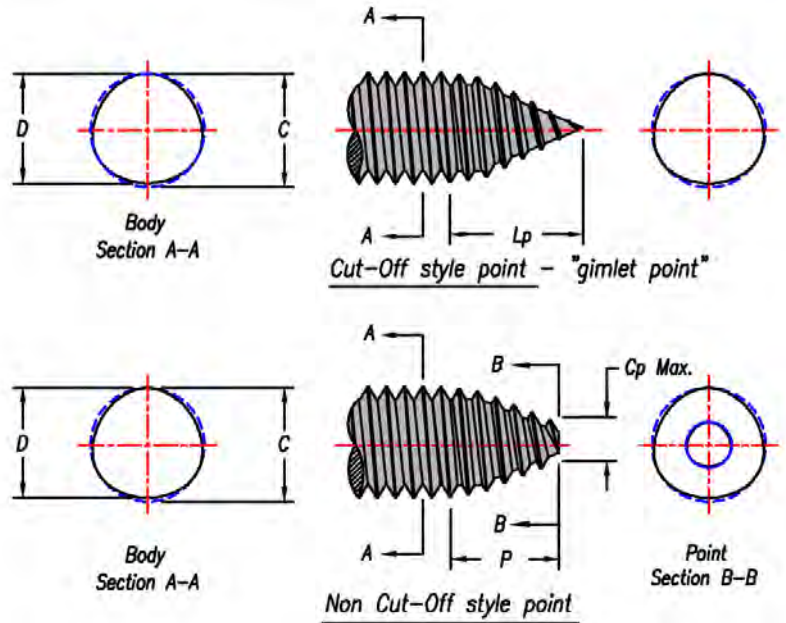 A
D
C
Body
Section A-A
A
Lp
Cut-Off style point - "gimlet point"
A
B
Cp Max.
D
C
B
A
P
Body
Section A-A
Point
Section B-B
Non Cut-Off style point